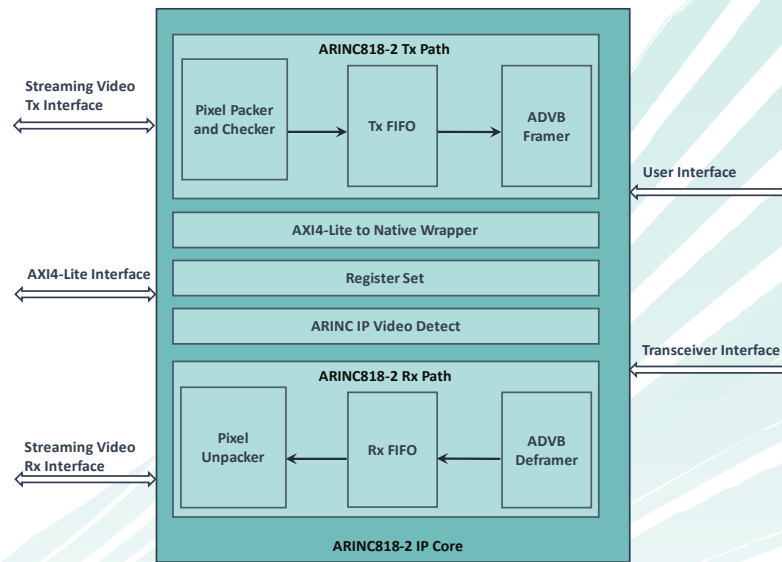 ARINC818-2 Tx Path
Streaming Video
Tx Interface
Pixel Packer
and Checker
Tx FIFO
ADVB
Framer
User Interface
AXI4-Lite to Native Wrapper
AXI4-Lite Interface
Register Set
ARINC IP Video Detect
Transceiver Interface
ARINC818-2 Rx Path
Streaming Video
Rx Interface
Pixel
Unpacker
Rx FIFO
ADVB
Deframer
ARINC818-2 IP Core